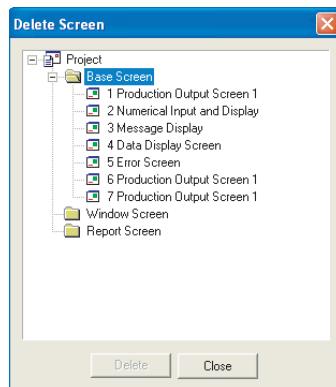 Delete Screen
Project
Base Screen
1 Production Output Screen 1
2 Numerical Input and Display
3 Message Display
4 Data Display Screen
5 Error Screen
6 Production Output Screen 1
7 Production Output Screen 1
Window Screen
Report Screen
Delete
Close